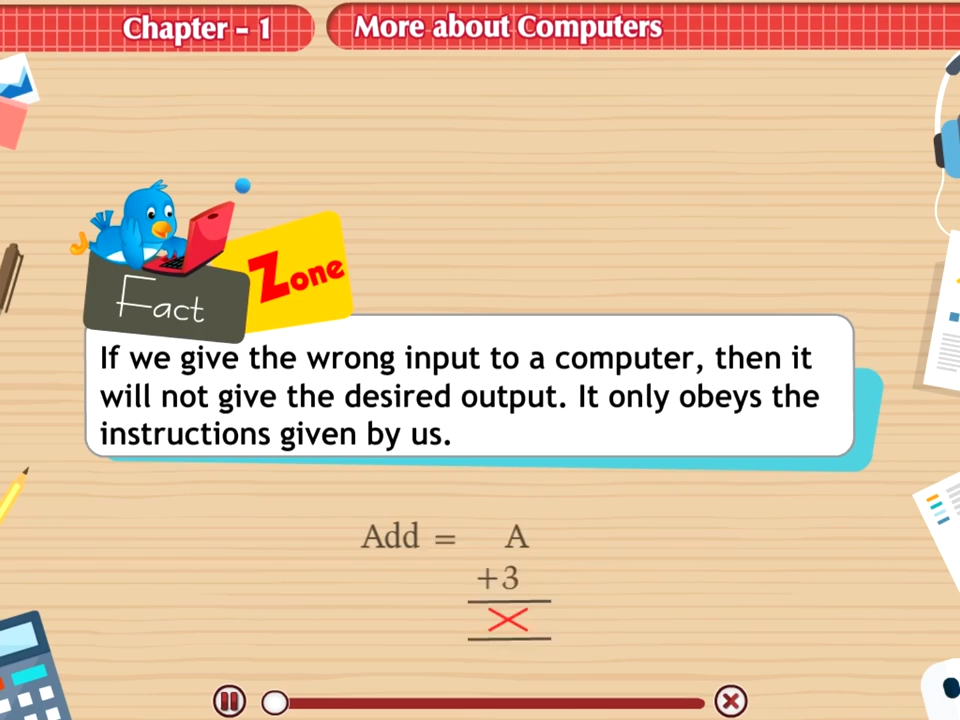 Chapter - 1
More about Computers
Fact
Zone
If we give the wrong input to a computer, then it
will not give the desired output. It only obeys the
instructions given by us.
Add = A
+3